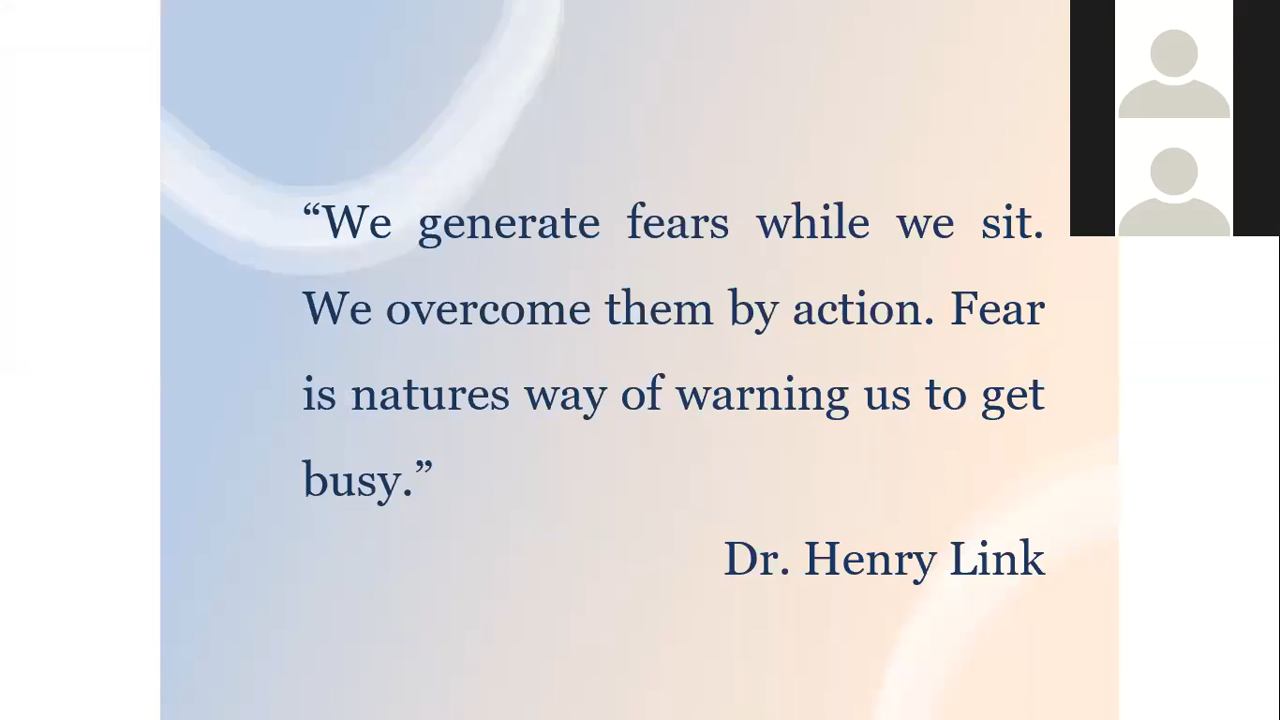 “We generate fears while we sit.
We overcome them by action. Fear
is natures way of warning us to get
busy.”
Dr. Henry Link